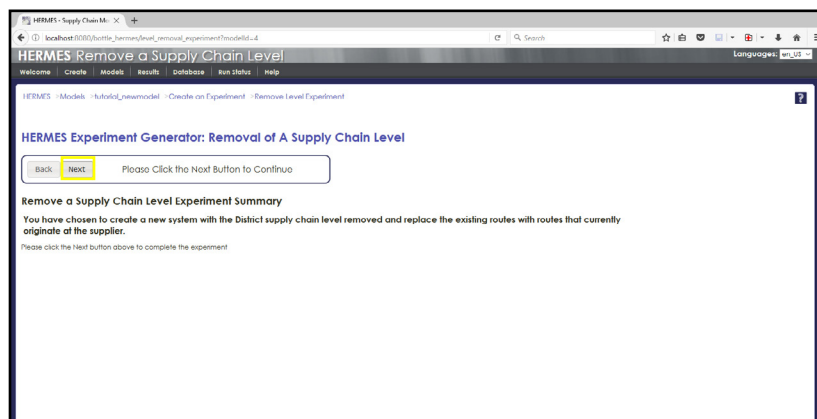 HERMES - Supply Chain Mo
localhost:8080/bottle_hermes/level_removal_experiment?modelId=4
Search
HERMES Remove a Supply Chain Level
Languages: en_US
Welcome Create Models Results Database Run Status Help
HERMES >Models >tutorial_newmodel >Create an Experiment >Remove Level Experiment
?
HERMES Experiment Generator: Removal of A Supply Chain Level
Back Next Please Click the Next Button to Continue
Remove a Supply Chain Level Experiment Summary
You have chosen to create a new system with the District supply chain level removed and replace the existing routes with routes that currently
originate at the supplier.
Please click the Next button above to complete the experiment